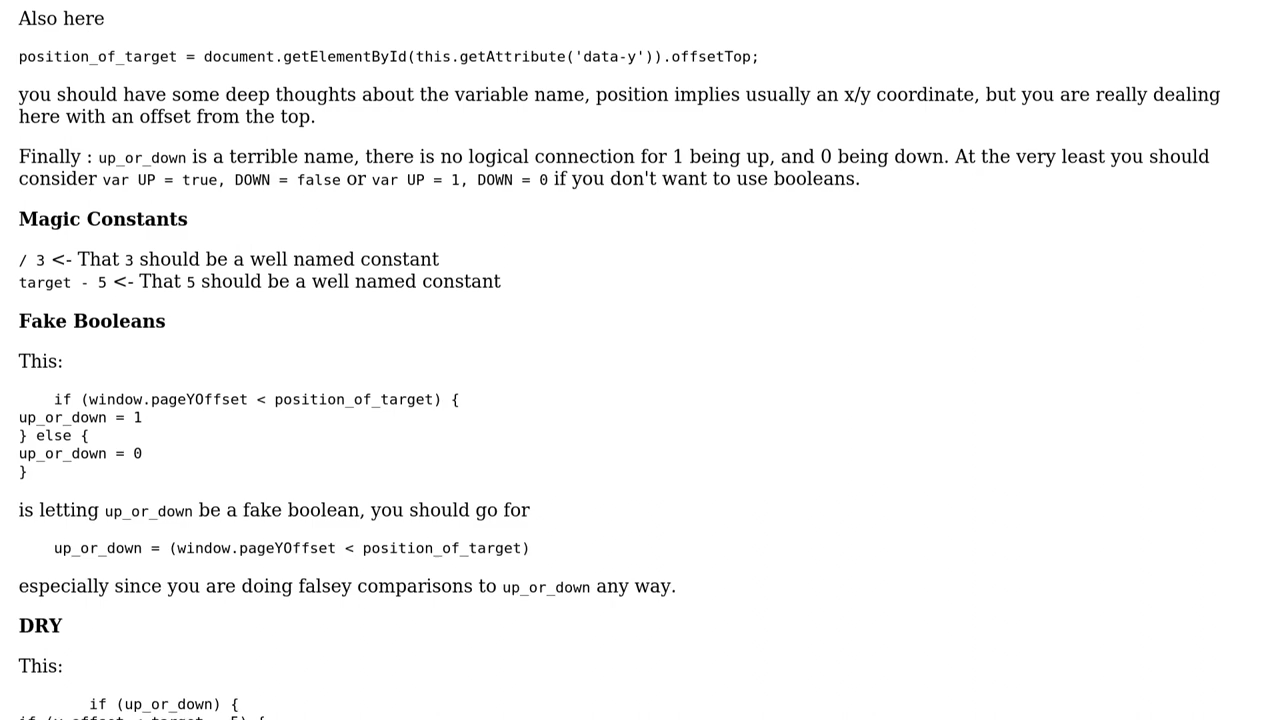 Also here
position_of_target = document.getElementById(this.getAttribute('data-y')).offsetTop;
you should have some deep thoughts about the variable name, position implies usually an x/y coordinate, but you are really dealing
here with an offset from the top.
Finally : up_or_down is a terrible name, there is no logical connection for 1 being up, and 0 being down. At the very least you should
consider var UP = true, DOWN = false or var UP = 1, DOWN = 0 if you don't want to use booleans.
Magic Constants
/ 3 <- That 3 should be a well named constant
target - 5 <- That 5 should be a well named constant
Fake Booleans
This:
if (window.pageYOffset < position_of_target) {
up_or_down = 1
} else {
up_or_down = 0
}
is letting up_or_down be a fake boolean, you should go for
up_or_down = (window.pageYOffset < position_of_target)
especially since you are doing falsey comparisons to up_or_down any way.
DRY
This:
if (up_or_down) {